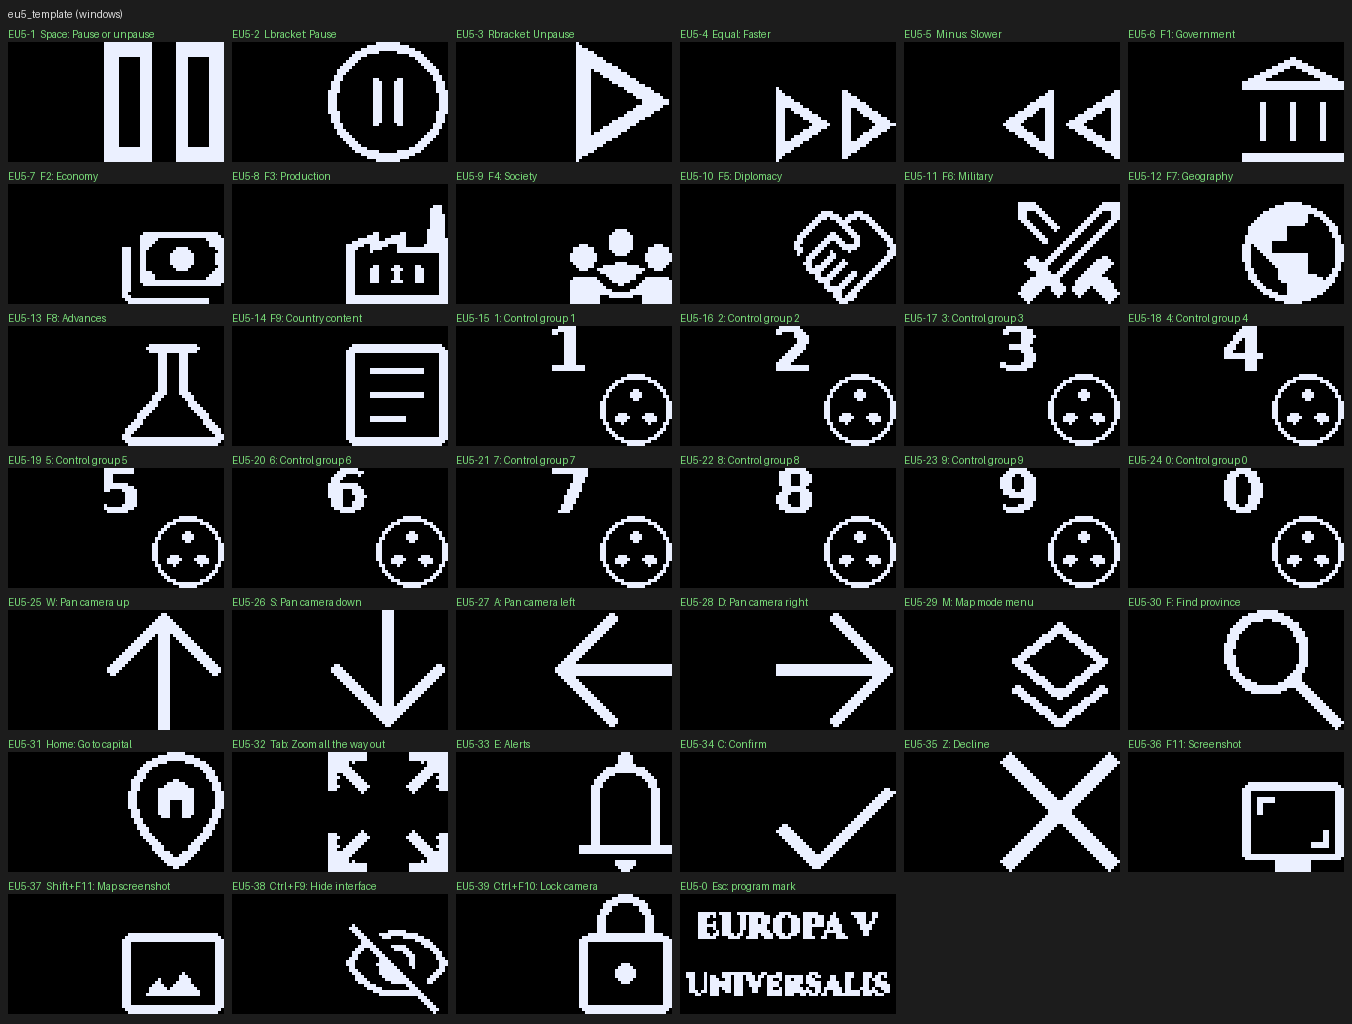 eu5_template (windows)
EU5-1 Space: Pause or unpause
EU5-2 Lbracket: Pause
EU5-3 Rbracket: Unpause
EU5-4 Equal: Faster
EU5-5 Minus: Slower
EU5-6 F1: Government
EU5-7 F2: Economy
EU5-8 F3: Production
EU5-9 F4: Society
EU5-10 F5: Diplomacy
EU5-11 F6: Military
EU5-12 F7: Geography
EU5-13 F8: Advances
EU5-14 F9: Country content
EU5-15 1: Control group 1
1
EU5-16 2: Control group 2
2
EU5-17 3: Control group 3
3
EU5-18 4: Control group 4
4
EU5-19 5: Control group 5
5
EU5-20 6: Control group 6
6
EU5-21 7: Control group 7
7
EU5-22 8: Control group 8
8
EU5-23 9: Control group 9
9
EU5-24 0: Control group 0
0
EU5-25 W: Pan camera up
EU5-26 S: Pan camera down
EU5-27 A: Pan camera left
EU5-28 D: Pan camera right
EU5-29 M: Map mode menu
EU5-30 F: Find province
EU5-31 Home: Go to capital
EU5-32 Tab: Zoom all the way out
EU5-33 E: Alerts
EU5-34 C: Confirm
EU5-35 Z: Decline
EU5-36 F11: Screenshot
EU5-37 Shift+F11: Map screenshot
EU5-38 Ctrl+F9: Hide interface
EU5-39 Ctrl+F10: Lock camera
EU5-0 Esc: program mark
EUROPA V
UNIVERSALIS